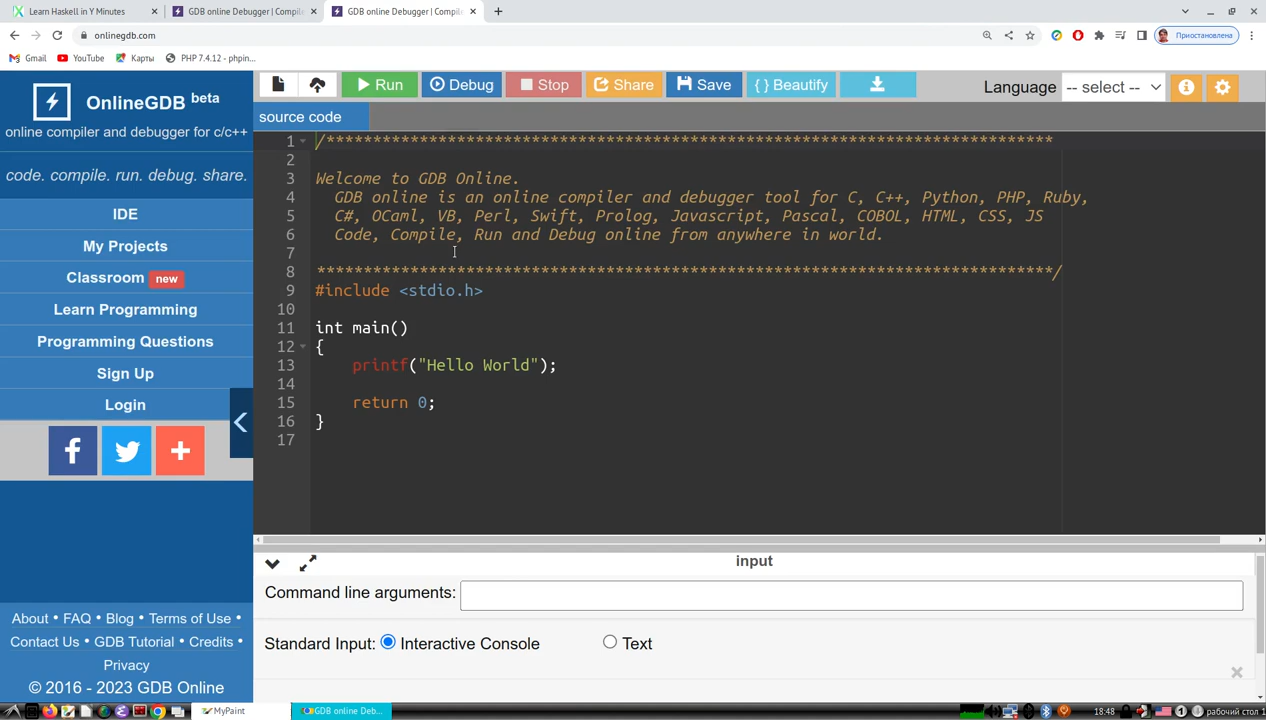 Learn Haskell in Y Minutes
GDB online Debugger | Compile
GDB online Debugger | Compile
onlinegdb.com
Приостановлена
Gmail
YouTube
Карты
PHP 7.4.12 - phpin...
OnlineGDB beta
online compiler and debugger for c/c++
code. compile. run. debug. share.
IDE
My Projects
Classroom new
Learn Programming
Programming Questions
Sign Up
Login
About • FAQ • Blog • Terms of Use •
Contact Us • GDB Tutorial • Credits •
Privacy
© 2016 - 2023 GDB Online
Run
Debug
Stop
Share
Save
{ } Beautify
Language
-- select --
source code
1 /******************************************************************************
2
3 Welcome to GDB Online.
4 GDB online is an online compiler and debugger tool for C, C++, Python, PHP, Ruby,
5 C#, OCaml, VB, Perl, Swift, Prolog, Javascript, Pascal, COBOL, HTML, CSS, JS
6 Code, Compile, Run and Debug online from anywhere in world.
7
8 *******************************************************************************/
9 #include <stdio.h>
10
11 int main()
12 {
13 printf("Hello World");
14
15 return 0;
16 }
17
input
Command line arguments:
Standard Input: Interactive Console Text
MyPaint
GDB online Deb...
18:48
рабочий стол 1